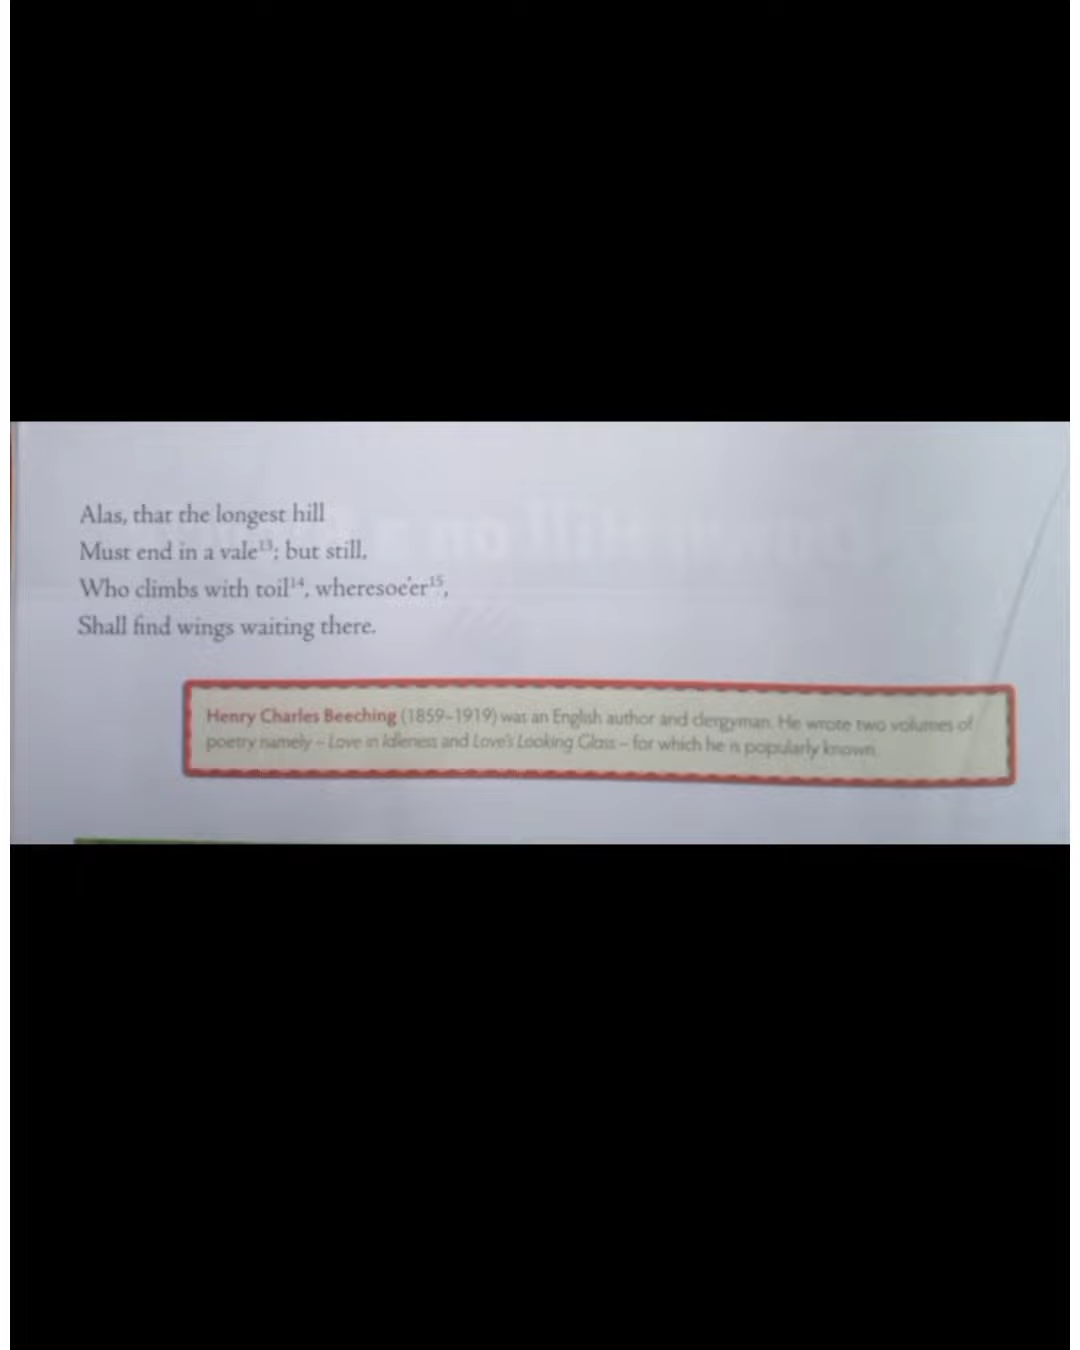 Alas, that the longest hill
Must end in a vale¹³; but still,
Who climbs with toil¹⁴, wheresoe'er¹⁵,
Shall find wings waiting there.
Henry Charles Beeching (1859–1919) was an English author and clergyman. He wrote two volumes of
poetry namely – Love in Idleness and Love's Looking Glass – for which he is popularly known.